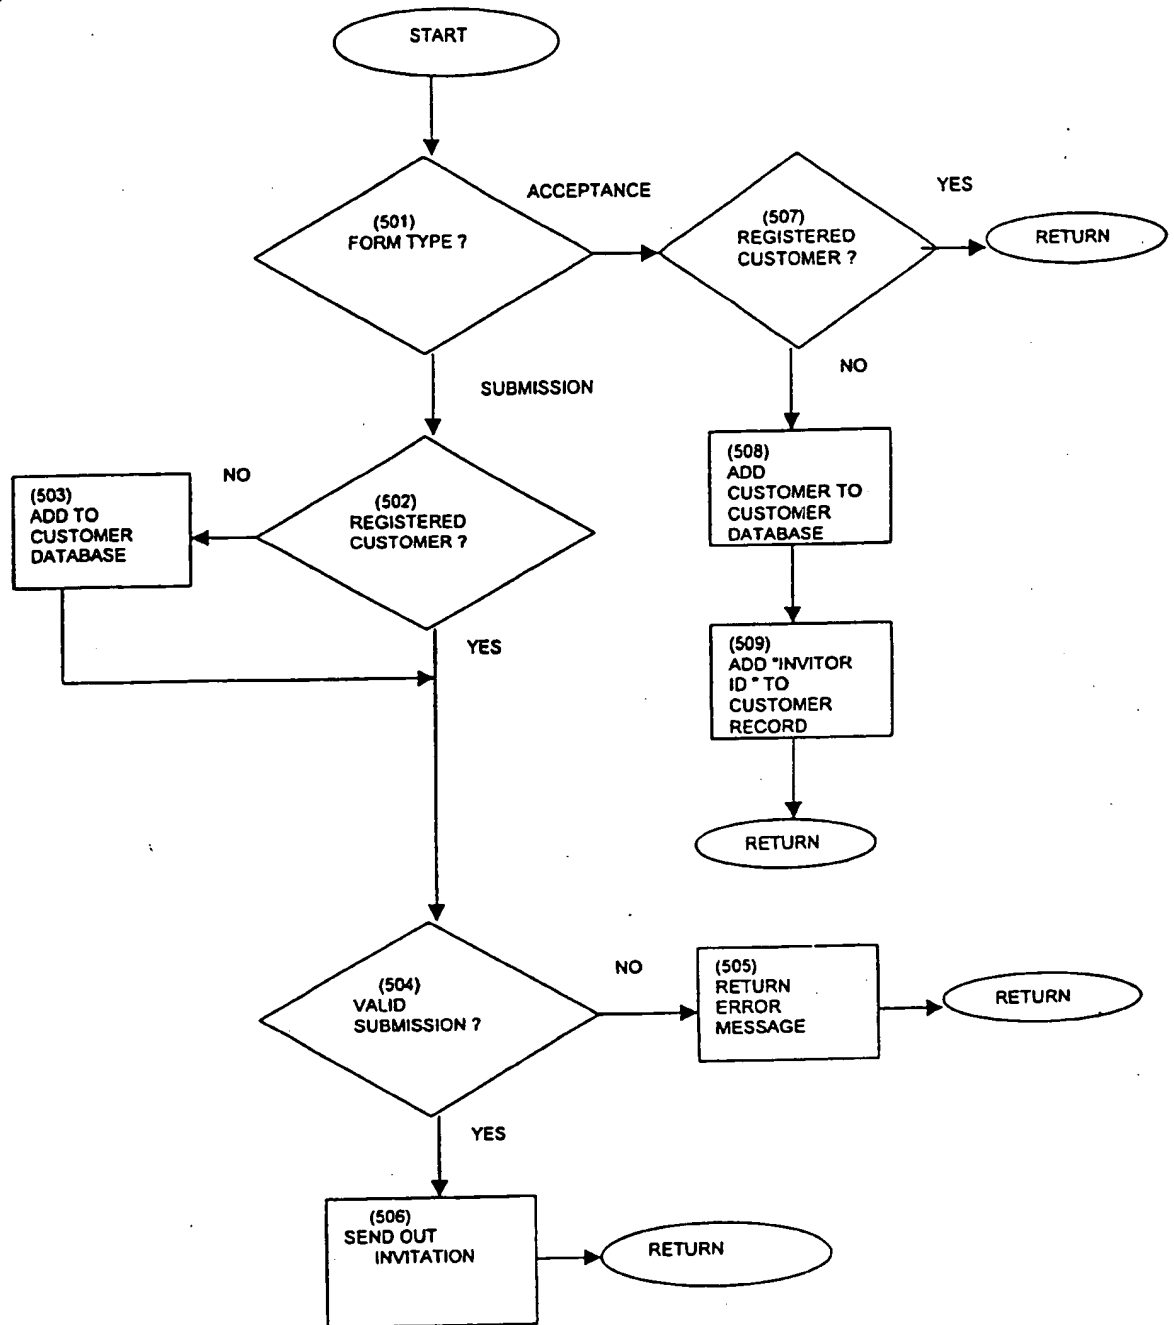 START
ACCEPTANCE
YES
(501)
FORM TYPE ?
(507)
REGISTERED
CUSTOMER ?
RETURN
NO
SUBMISSION
(508)
ADD
CUSTOMER TO
CUSTOMER
DATABASE
NO
(503)
ADD TO
CUSTOMER
DATABASE
(502)
REGISTERED
CUSTOMER ?
YES
(509)
ADD "INVITOR
ID " TO
CUSTOMER
RECORD
RETURN
(504)
VALID
SUBMISSION ?
NO
(505)
RETURN
ERROR
MESSAGE
RETURN
YES
(506)
SEND OUT
INVITATION
RETURN